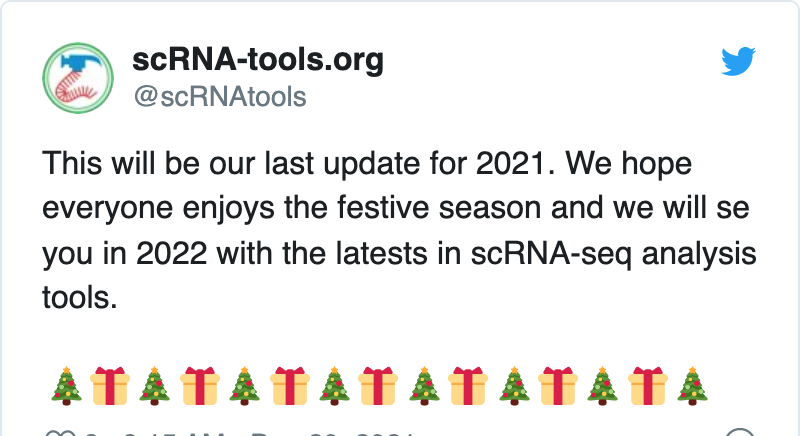 scRNA-tools.org
@scRNAtools
This will be our last update for 2021. We hope
everyone enjoys the festive season and we will se
you in 2022 with the latests in scRNA-seq analysis
tools.
🎄🎁🎄🎁🎄🎁🎄🎁🎄🎁🎄🎁🎄🎁🎄